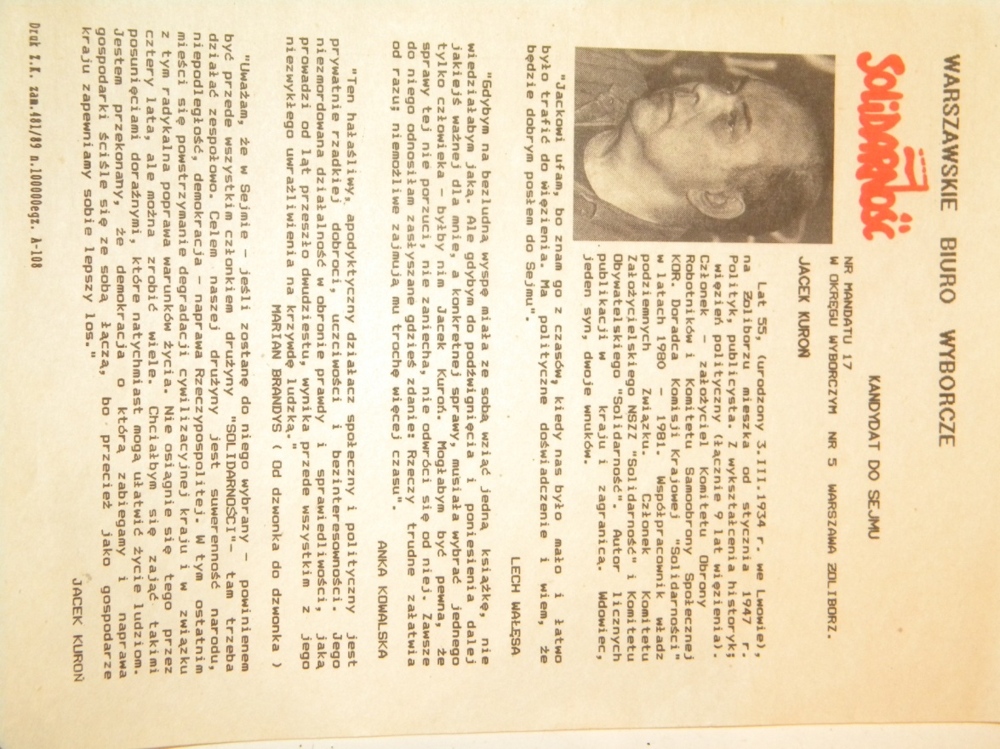 WARSZAWSKIE BIURO WYBORCZE
SOLIDARNOŚĆ
KANDYDAT DO SEJMU
NR MANDATU 17
W OKRĘGU WYBORCZYM NR 5 WARSZAWA ŻOLIBORZ.
JACEK KUROŃ
Lat 55, (urodzony 3.III.1934 r. we Lwowie),
na Żoliborzu mieszka od stycznia 1947 r.
Polityk, publicysta. Z wykształcenia historyk;
więzień polityczny (łącznie 9 lat więzienia).
Członek - założyciel Komitetu Obrony
Robotników i Komitetu Samoobrony Społecznej
KOR. Doradca Komisji Krajowej "Solidarności"
w latach 1980 - 1981. Współpracownik władz
podziemnych Związku. Członek Komitetu
Założycielskiego NSZZ "Solidarność" i Komitetu
Obywatelskiego "Solidarność". Autor licznych
publikacji w kraju i zagranicą. Wdowiec,
jeden syn, dwoje wnuków.
"Jackowi ufam, bo znam go z czasów, kiedy nas było mało i łatwo
było trafić do więzienia. Ma polityczne doświadczenie i wiem, że
będzie dobrym posłem do Sejmu".
LECH WAŁĘSA
"Gdybym na bezludną wyspę miała ze sobą wziąć jedną książkę, nie
wiedziałabym jaką. Ale gdybym do podźwignięcia i poniesienia dalej
jakiejś ważnej dla mnie, a konkretnej sprawy, musiała wybrać jednego
tylko człowieka - byłby nim Jacek Kuroń. Mogłabym być pewna, że
sprawy tej nie porzuci, nie zaniecha, nie odwróci się od niej. Zawsze
do niego odnosiłam zasłyszane gdzieś zdanie: Rzeczy trudne załatwia
od razu; niemożliwe zajmują mu trochę więcej czasu".
ANKA KOWALSKA
"Ten hałaśliwy, apodyktyczny działacz społeczny i polityczny jest
prywatnie rzadkiej dobroci, uczciwości i bezinteresowności. Jego
niezmordowana działalność w obronie prawdy i sprawiedliwości, jaką
prowadzi od lat przeszło dwudziestu, wynika przede wszystkim z jego
niezwykłego uwrażliwienia na krzywdę ludzką."
MARIAN BRANDYS ( Od dzwonka do dzwonka )
"Uważam, że w Sejmie - jeśli zostanę do niego wybrany - powinienem
być przede wszystkim członkiem drużyny "SOLIDARNOŚCI"- tam trzeba
działać zespołowo. Celem naszej drużyny jest suwerenność narodu,
niepodległość, demokracja - naprawa Rzeczypospolitej. W tym ostatnim
mieści się powstrzymanie degradacji cywilizacyjnej kraju i w związku
z tym radykalna poprawa warunków życia. Nie osiągnie się tego przez
cztery lata, ale można zrobić wiele. Chciałbym się zająć takimi
posunięciami doraźnymi, które natychmiast mogą ułatwić życie ludziom.
Jestem przekonany, że demokracja o którą zabiegamy i naprawa
gospodarki ściśle się ze sobą łączą, bo przecież jako gospodarze
kraju zapewniamy sobie lepszy los."
JACEK KUROŃ
Druk Z.K. zam.481/89 n.100000egz. A-108